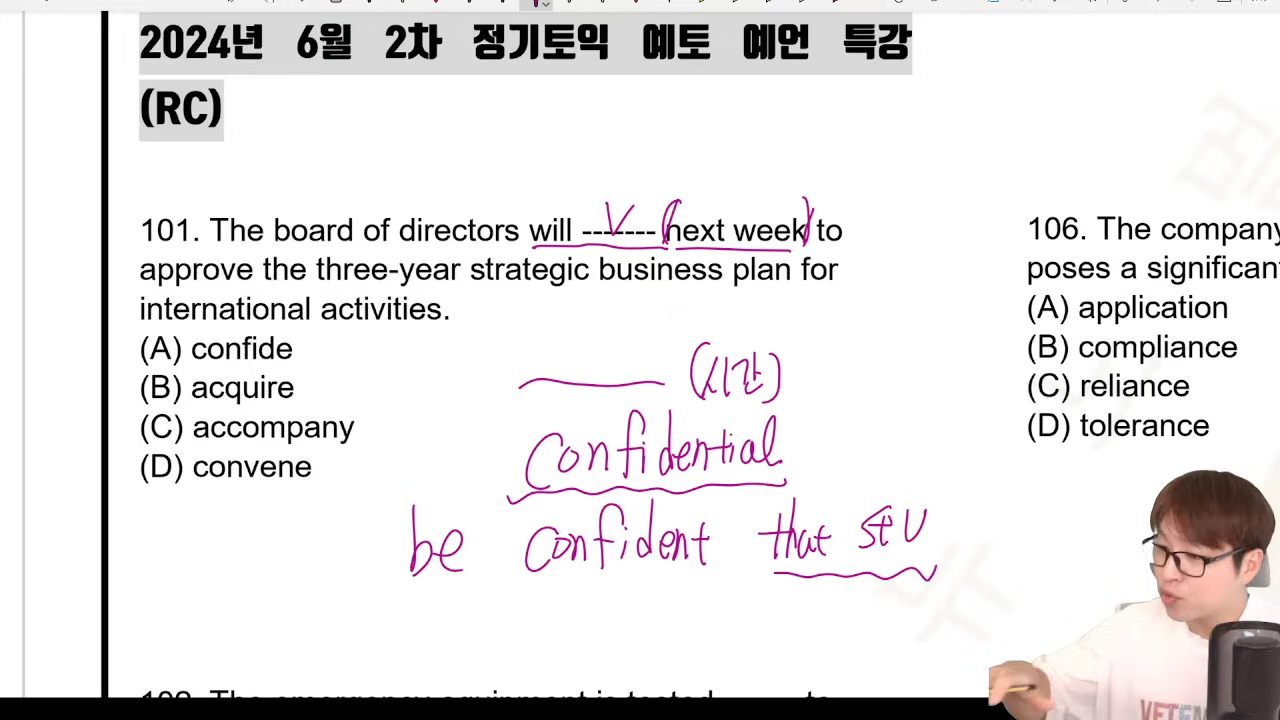 2024년 6월 2차 정기토익 예토 예언 특강
(RC)
101. The board of directors will ------- next week to
approve the three-year strategic business plan for
international activities.
(A) confide
(B) acquire
(C) accompany
(D) convene
V ( )
(시간)
confidential
be confident that S+V
106. The company
poses a significant
(A) application
(B) compliance
(C) reliance
(D) tolerance